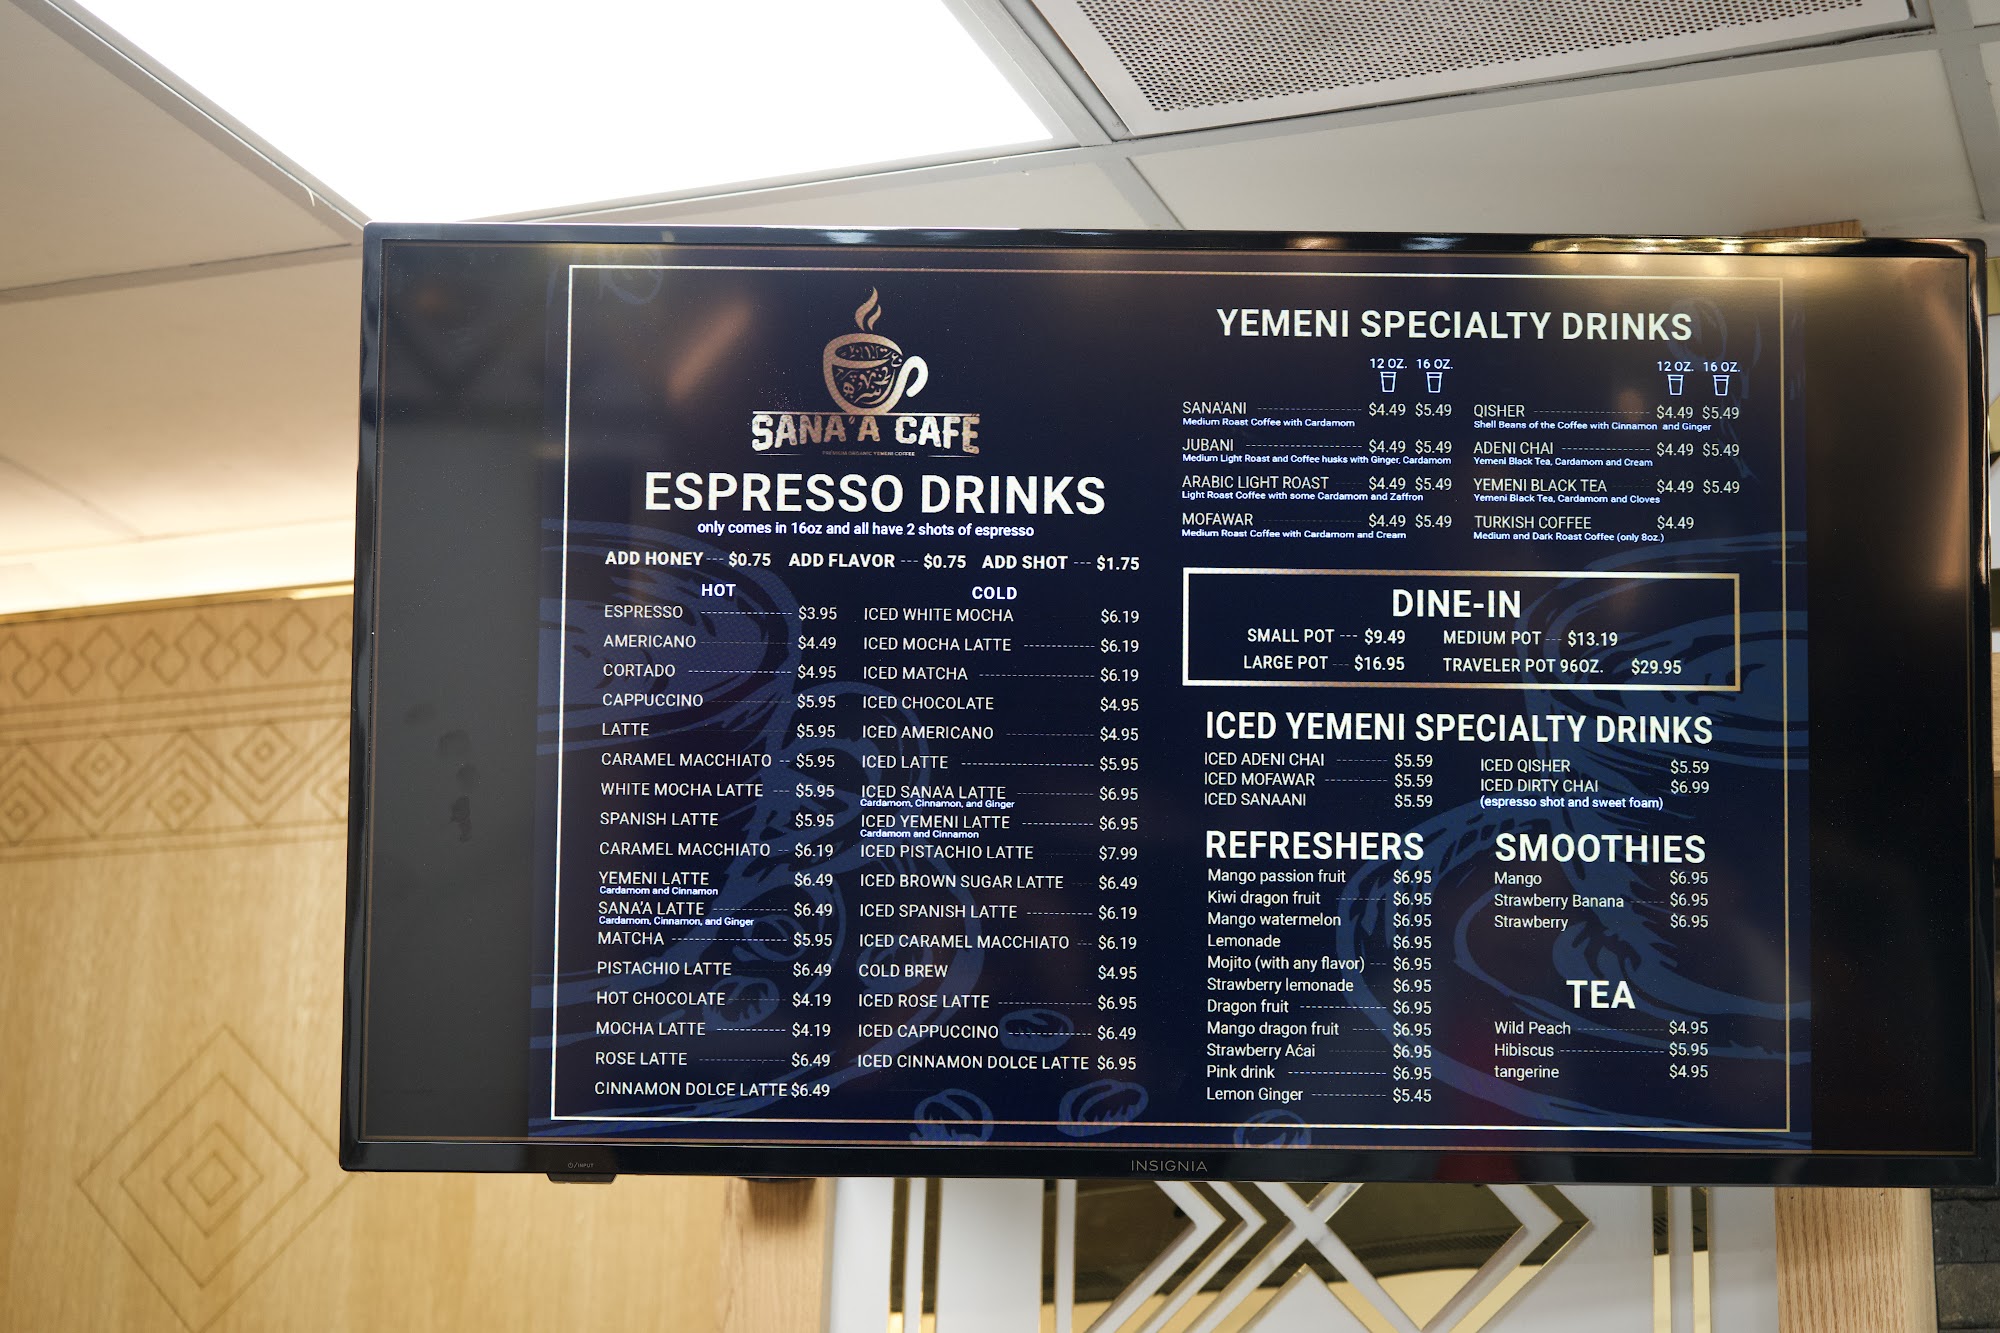 SANA'A CAFE
PREMIUM ORGANIC YEMENI COFFEE
ESPRESSO DRINKS
only comes in 16oz and all have 2 shots of espresso
ADD HONEY --- $0.75 ADD FLAVOR --- $0.75 ADD SHOT --- $1.75
HOT
ESPRESSO $3.95
AMERICANO $4.49
CORTADO $4.95
CAPPUCCINO $5.95
LATTE $5.95
CARAMEL MACCHIATO $5.95
WHITE MOCHA LATTE $5.95
SPANISH LATTE $5.95
CARAMEL MACCHIATO $6.19
YEMENI LATTE $6.49
Cardamom and Cinnamon
SANA'A LATTE $6.49
Cardamom, Cinnamon, and Ginger
MATCHA $5.95
PISTACHIO LATTE $6.49
HOT CHOCOLATE $4.19
MOCHA LATTE $4.19
ROSE LATTE $6.49
CINNAMON DOLCE LATTE $6.49
COLD
ICED WHITE MOCHA $6.19
ICED MOCHA LATTE $6.19
ICED MATCHA $6.19
ICED CHOCOLATE $4.95
ICED AMERICANO $4.95
ICED LATTE $5.95
ICED SANA'A LATTE $6.95
Cardamom, Cinnamon, and Ginger
ICED YEMENI LATTE $6.95
Cardamom and Cinnamon
ICED PISTACHIO LATTE $7.99
ICED BROWN SUGAR LATTE $6.49
ICED SPANISH LATTE $6.19
ICED CARAMEL MACCHIATO $6.19
COLD BREW $4.95
ICED ROSE LATTE $6.95
ICED CAPPUCCINO $6.49
ICED CINNAMON DOLCE LATTE $6.95
YEMENI SPECIALTY DRINKS
12 OZ. 16 OZ.
SANA'ANI $4.49 $5.49
Medium Roast Coffee with Cardamom
JUBANI $4.49 $5.49
Medium Light Roast and Coffee husks with Ginger, Cardamom
ARABIC LIGHT ROAST $4.49 $5.49
Light Roast Coffee with some Cardamom and Zaffron
MOFAWAR $4.49 $5.49
Medium Roast Coffee with Cardamom and Cream
12 OZ. 16 OZ.
QISHER $4.49 $5.49
Shell Beans of the Coffee with Cinnamon and Ginger
ADENI CHAI $4.49 $5.49
Yemeni Black Tea, Cardamom and Cream
YEMENI BLACK TEA $4.49 $5.49
Yemeni Black Tea, Cardamom and Cloves
TURKISH COFFEE $4.49
Medium and Dark Roast Coffee (only 8oz.)
DINE-IN
SMALL POT --- $9.49 MEDIUM POT --- $13.19
LARGE POT --- $16.95 TRAVELER POT 96OZ. $29.95
ICED YEMENI SPECIALTY DRINKS
ICED ADENI CHAI $5.59
ICED MOFAWAR $5.59
ICED SANAANI $5.59
ICED QISHER $5.59
ICED DIRTY CHAI $6.99
(espresso shot and sweet foam)
REFRESHERS
Mango passion fruit $6.95
Kiwi dragon fruit $6.95
Mango watermelon $6.95
Lemonade $6.95
Mojito (with any flavor) $6.95
Strawberry lemonade $6.95
Dragon fruit $6.95
Mango dragon fruit $6.95
Strawberry Aćai $6.95
Pink drink $6.95
Lemon Ginger $5.45
SMOOTHIES
Mango $6.95
Strawberry Banana $6.95
Strawberry $6.95
TEA
Wild Peach $4.95
Hibiscus $5.95
tangerine $4.95
INSIGNIA
/INPUT